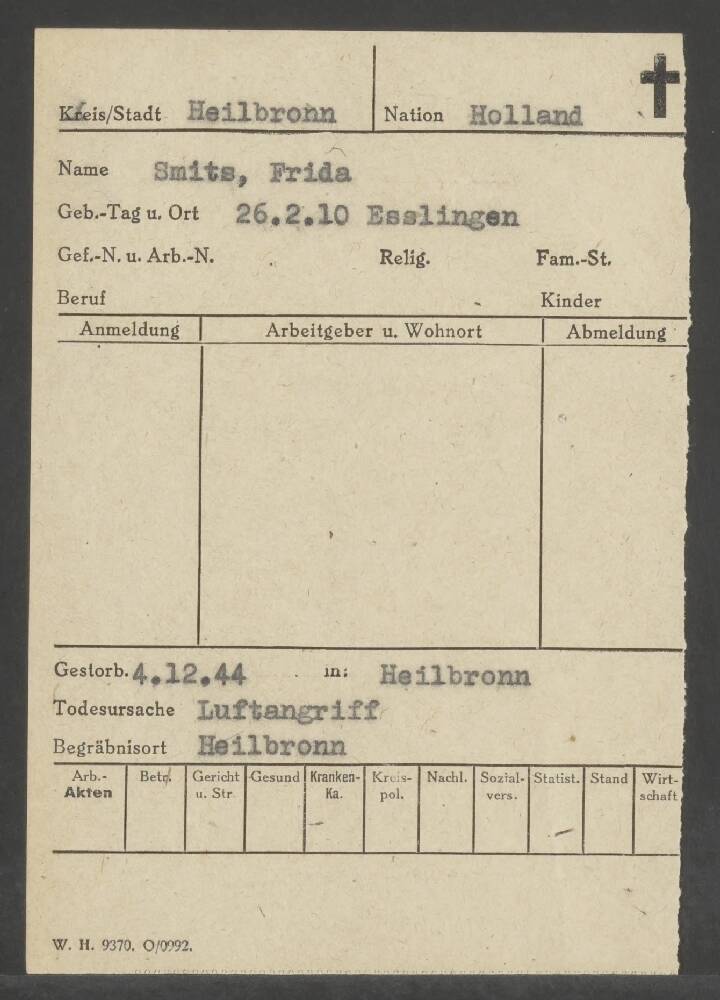 Kreis/Stadt Heilbronn Nation Holland
Name Smits, Frida
Geb.-Tag u. Ort 26.2.10 Esslingen
Gef.-N. u. Arb.-N. Relig. Fam.-St.
Beruf Kinder
Anmeldung Arbeitgeber u. Wohnort Abmeldung
Gestorb. 4.12.44 in: Heilbronn
Todesursache Luftangriff
Begräbnisort Heilbronn
Arb.- Betr. Gericht Gesund Kranken- Kreis- Nachl. Sozial- Statist. Stand Wirt-
Akten u. Str Ka. pol. vers. schaft
W. H. 9370. O/0992.